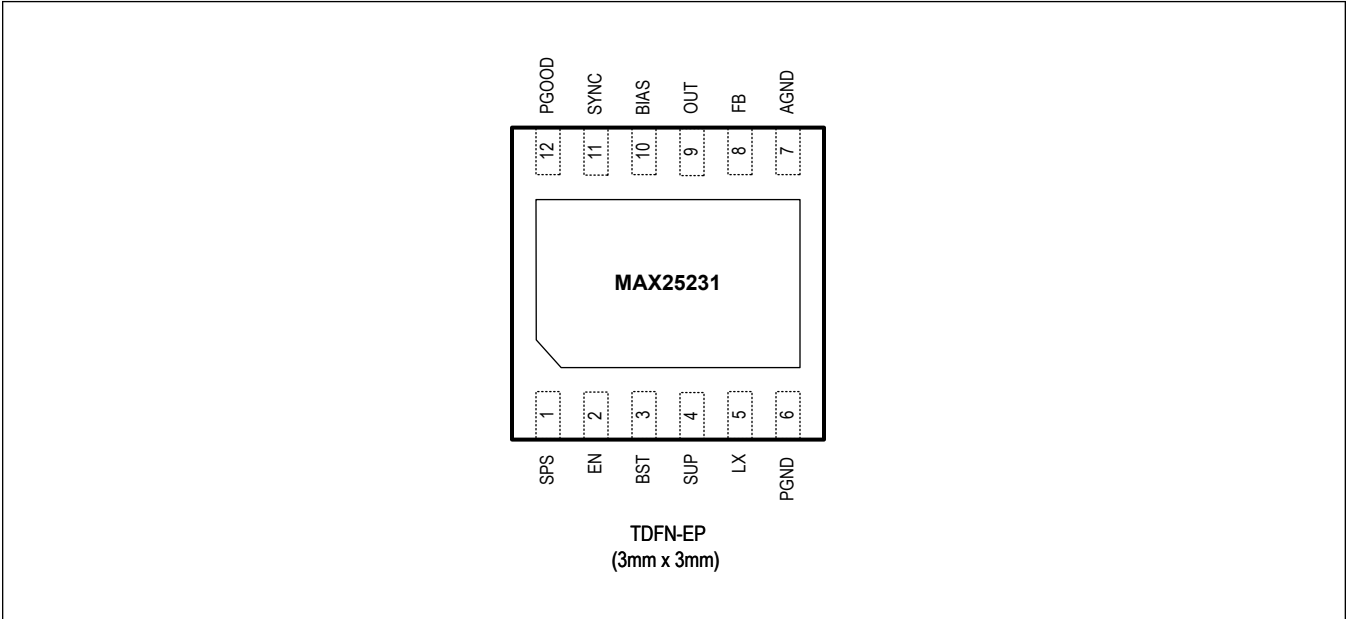 PGOOD SYNC BIAS OUT FB AGND
12 11 10 9 8 7
MAX25231
1 2 3 4 5 6
SPS EN BST SUP LX PGND
TDFN-EP
(3mm x 3mm)